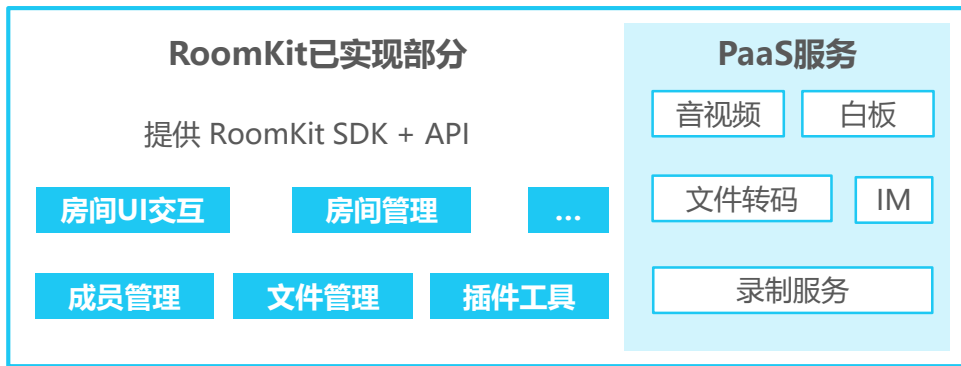 RoomKit已实现部分
提供 RoomKit SDK + API
房间UI交互
房间管理
...
成员管理
文件管理
插件工具
PaaS服务
音视频
白板
文件转码
IM
录制服务